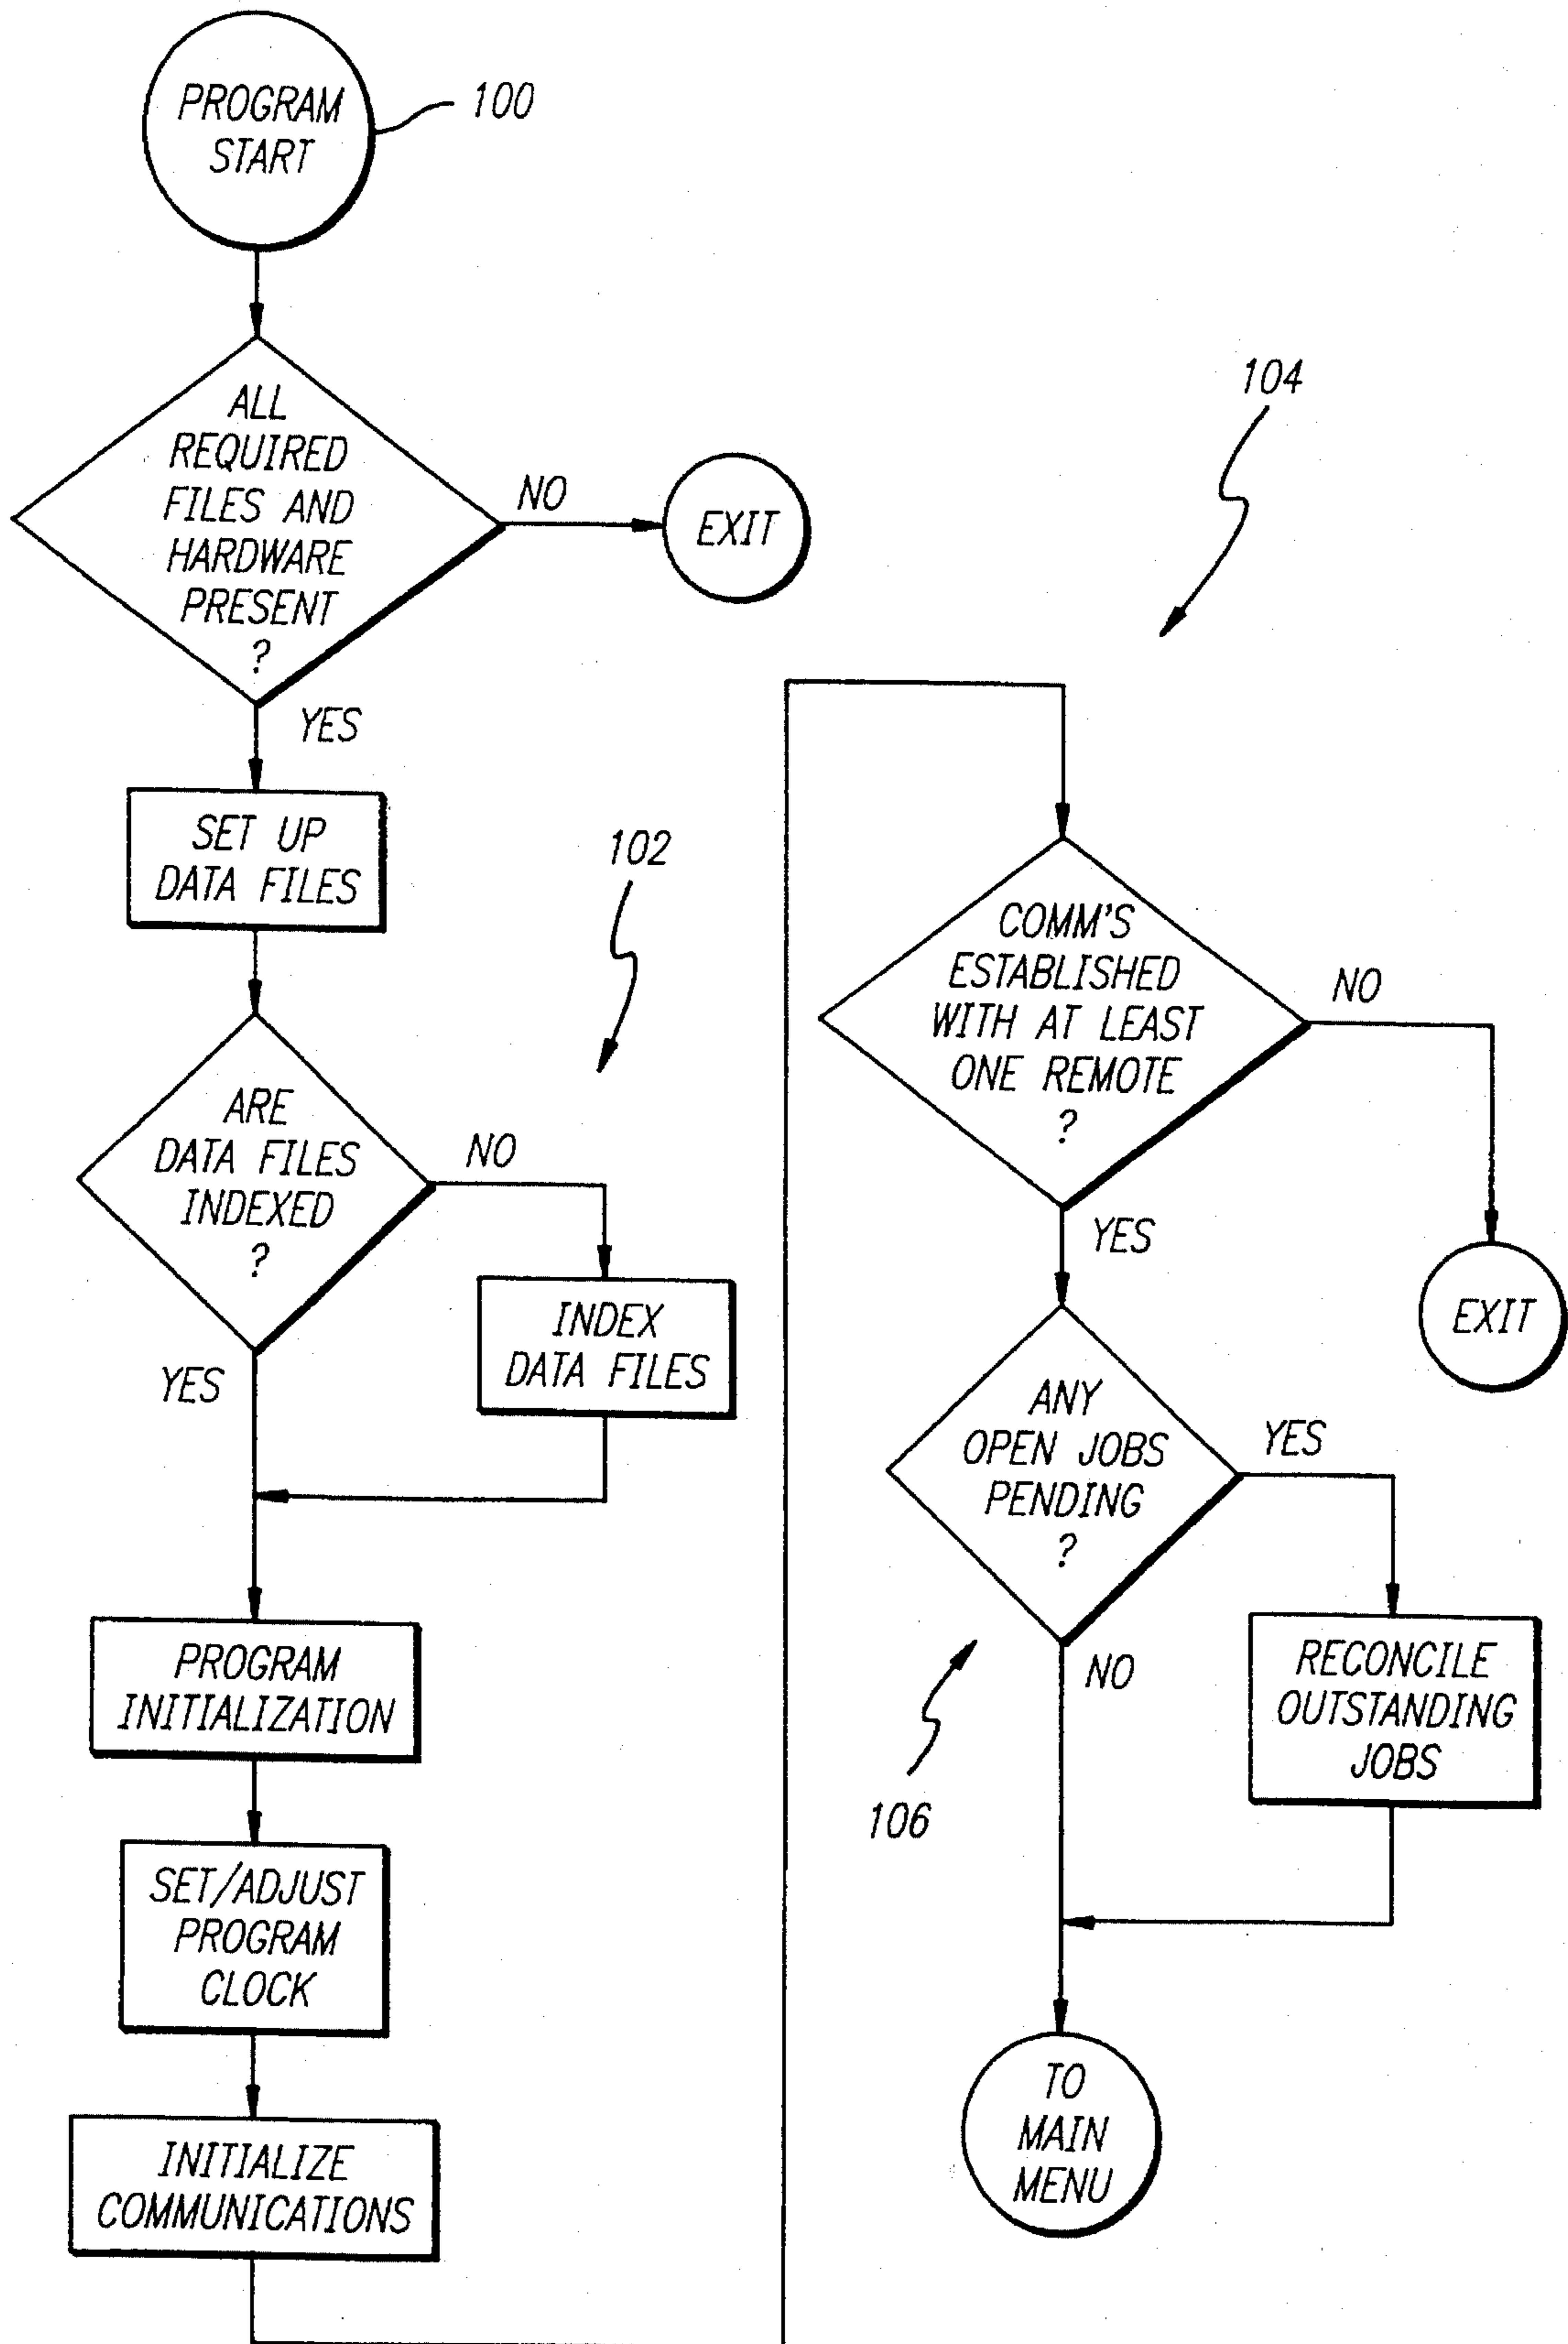 PROGRAM
START
100
ALL
REQUIRED
FILES AND
HARDWARE
PRESENT
?
NO
EXIT
YES
SET UP
DATA FILES
102
ARE
DATA FILES
INDEXED
?
NO
INDEX
DATA FILES
YES
PROGRAM
INITIALIZATION
SET/ADJUST
PROGRAM
CLOCK
INITIALIZE
COMMUNICATIONS
104
COMM'S
ESTABLISHED
WITH AT LEAST
ONE REMOTE
?
NO
EXIT
YES
ANY
OPEN JOBS
PENDING
?
YES
RECONCILE
OUTSTANDING
JOBS
NO
106
TO
MAIN
MENU